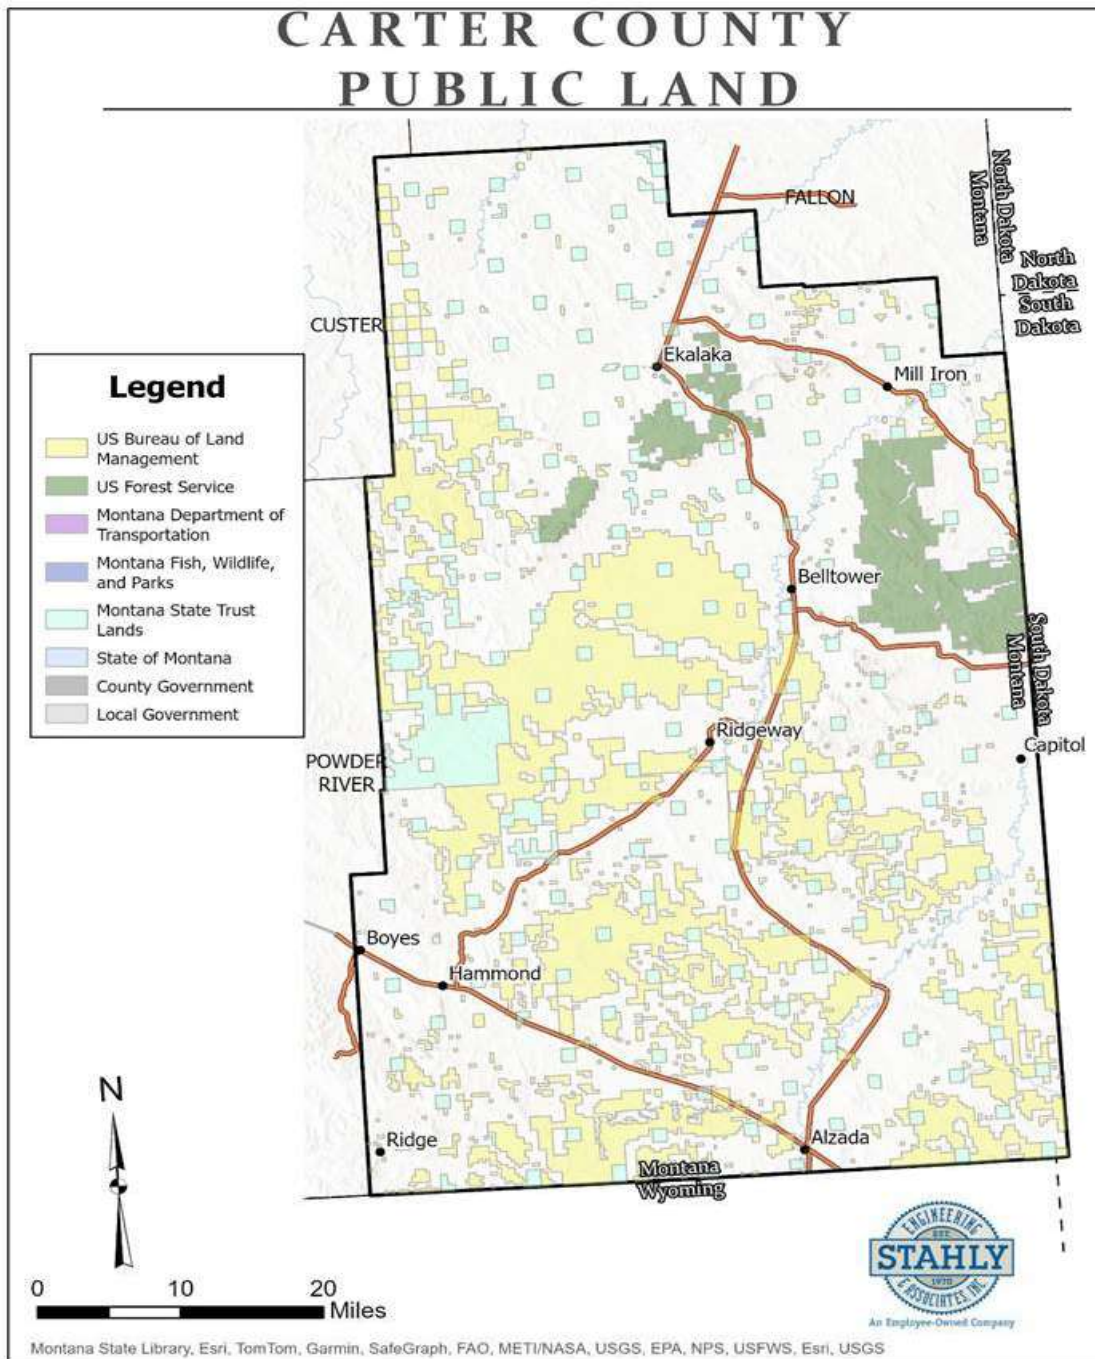 CARTER COUNTY
PUBLIC LAND
North Dakota
Montana
FALLON
North
Dakota
South
Dakota
CUSTER
Ekalaka
Mill Iron
Legend
US Bureau of Land
Management
US Forest Service
Montana Department of
Transportation
Montana Fish, Wildlife,
and Parks
Montana State Trust
Lands
State of Montana
County Government
Local Government
Belltower
South Dakota
Montana
Ridgeway
Capitol
POWDER
RIVER
Boyes
Hammond
N
Ridge
Alzada
Montana
Wyoming
ENGINEERING
EST.
STAHLY
1970
& ASSOCIATES, INC.
An Employee-Owned Company
0 10 20
Miles
Montana State Library, Esri, TomTom, Garmin, SafeGraph, FAO, METI/NASA, USGS, EPA, NPS, USFWS, Esri, USGS